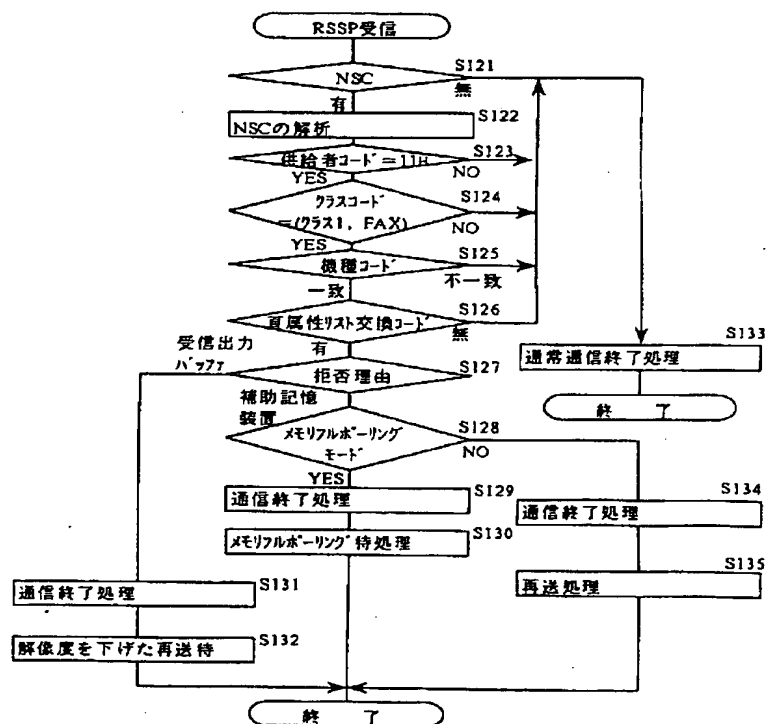 RSSP受信
S121
NSC
無
有
S122
NSCの解析
S123
供給者コード=11H
YES
NO
S124
クラスコード
=(クラス1, FAX)
NO
YES
S125
機種コード
不一致
一致
S126
頁属性リスト交換コード
無
有
受信出力
バッファ
S127
拒否理由
補助記憶
装置
S128
メモリフルポーリング
モード
NO
YES
S129
通信終了処理
S130
メモリフルポーリング待処理
S131
通信終了処理
S132
解像度を下げた再送待
S133
通常通信終了処理
終 了
S134
通信終了処理
S135
再送処理
終 了